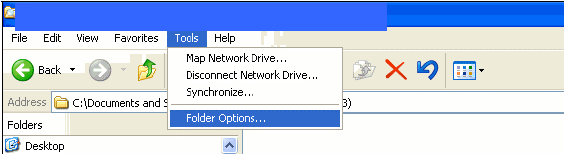 File Edit View Favorites Tools Help
Map Network Drive...
Disconnect Network Drive...
Synchronize...
Folder Options...
Back
Address C:\Documents and S 3)
Folders
Desktop